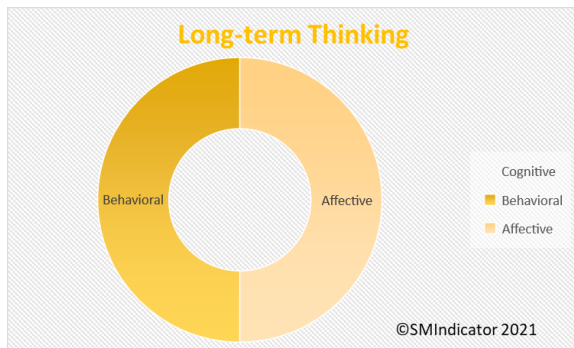 Long-term Thinking
Behavioral
Affective
Cognitive
Behavioral
Affective
©SMIndicator 2021